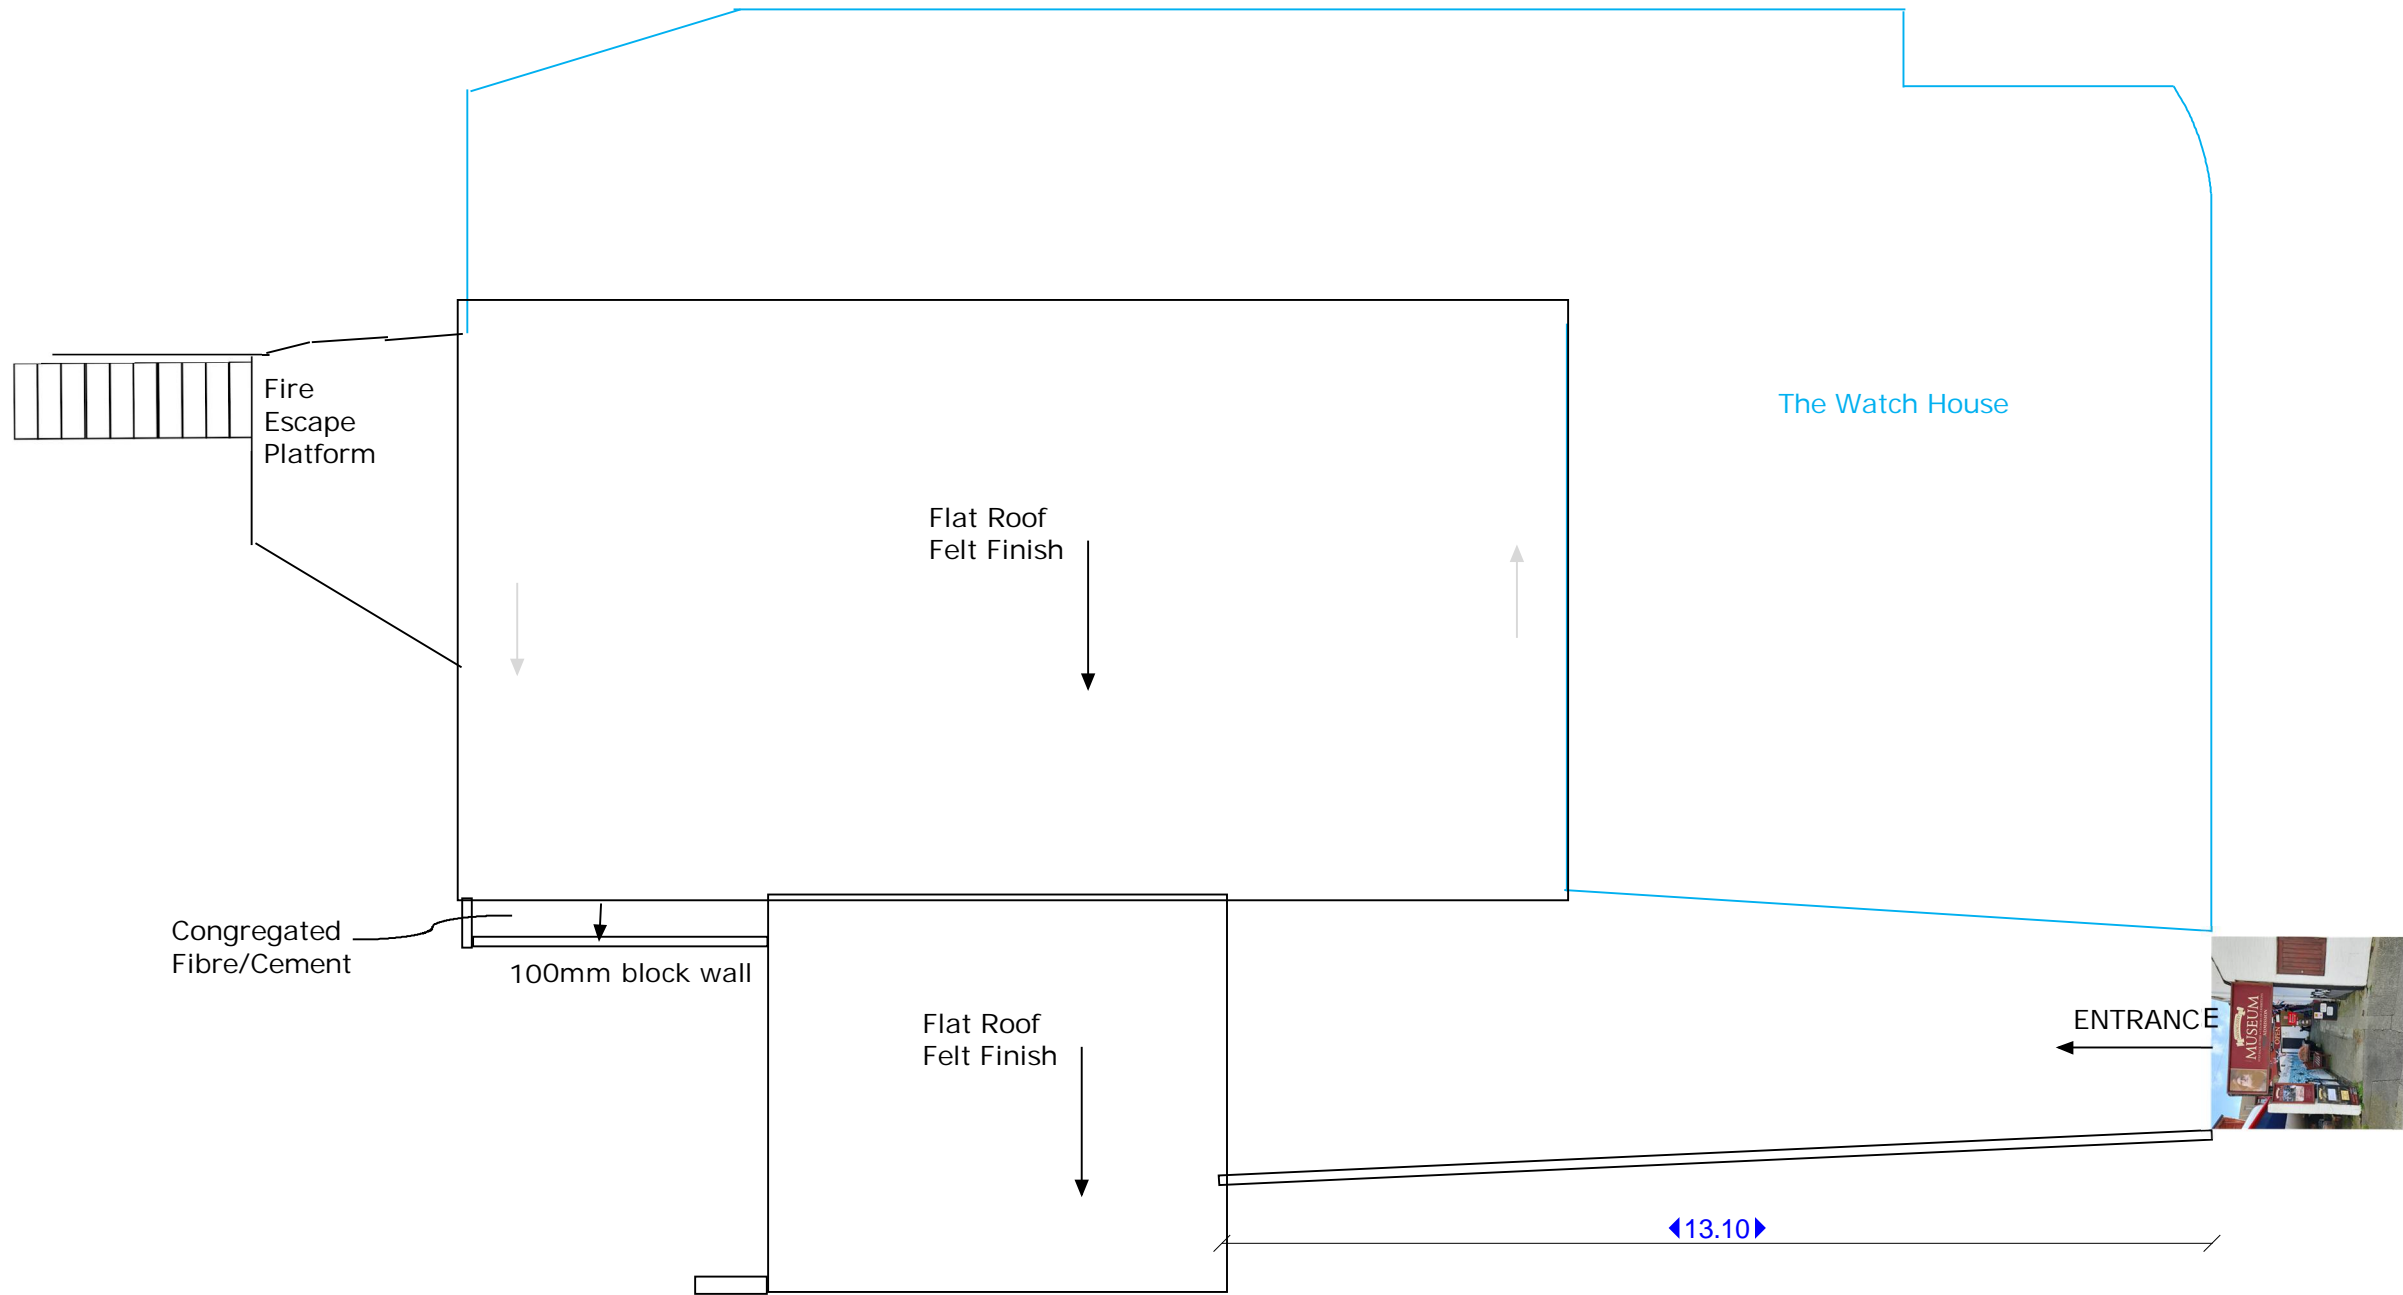 Fire
Escape
Platform
The Watch House
Flat Roof
Felt Finish
Congregated
Fibre/Cement
100mm block wall
Flat Roof
Felt Finish
ENTRANCE
MUSEUM
OPEN
13.10